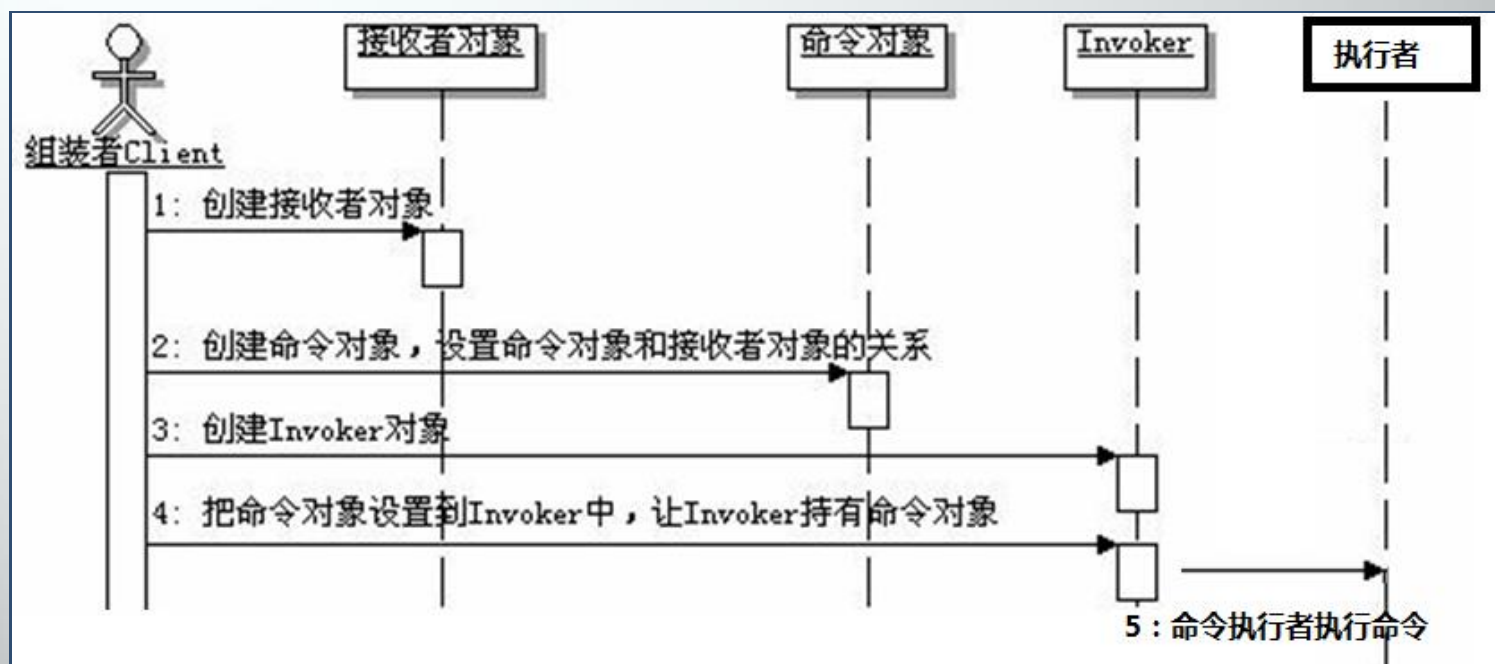 接收者对象
命令对象
Invoker
执行者
组装者Client
1: 创建接收者对象
2: 创建命令对象，设置命令对象和接收者对象的关系
3: 创建Invoker对象
4: 把命令对象设置到Invoker中，让Invoker持有命令对象
5：命令执行者执行命令